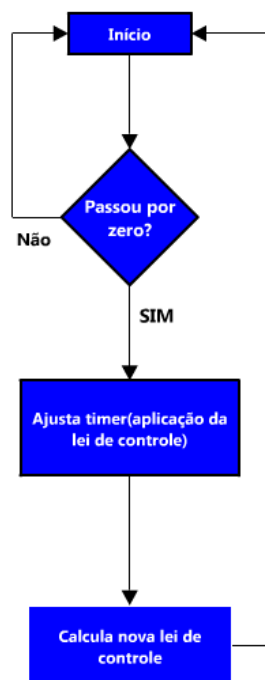 Início
Passou por
zero?
Não
SIM
Ajusta timer(aplicação da
lei de controle)
Calcula nova lei de
controle